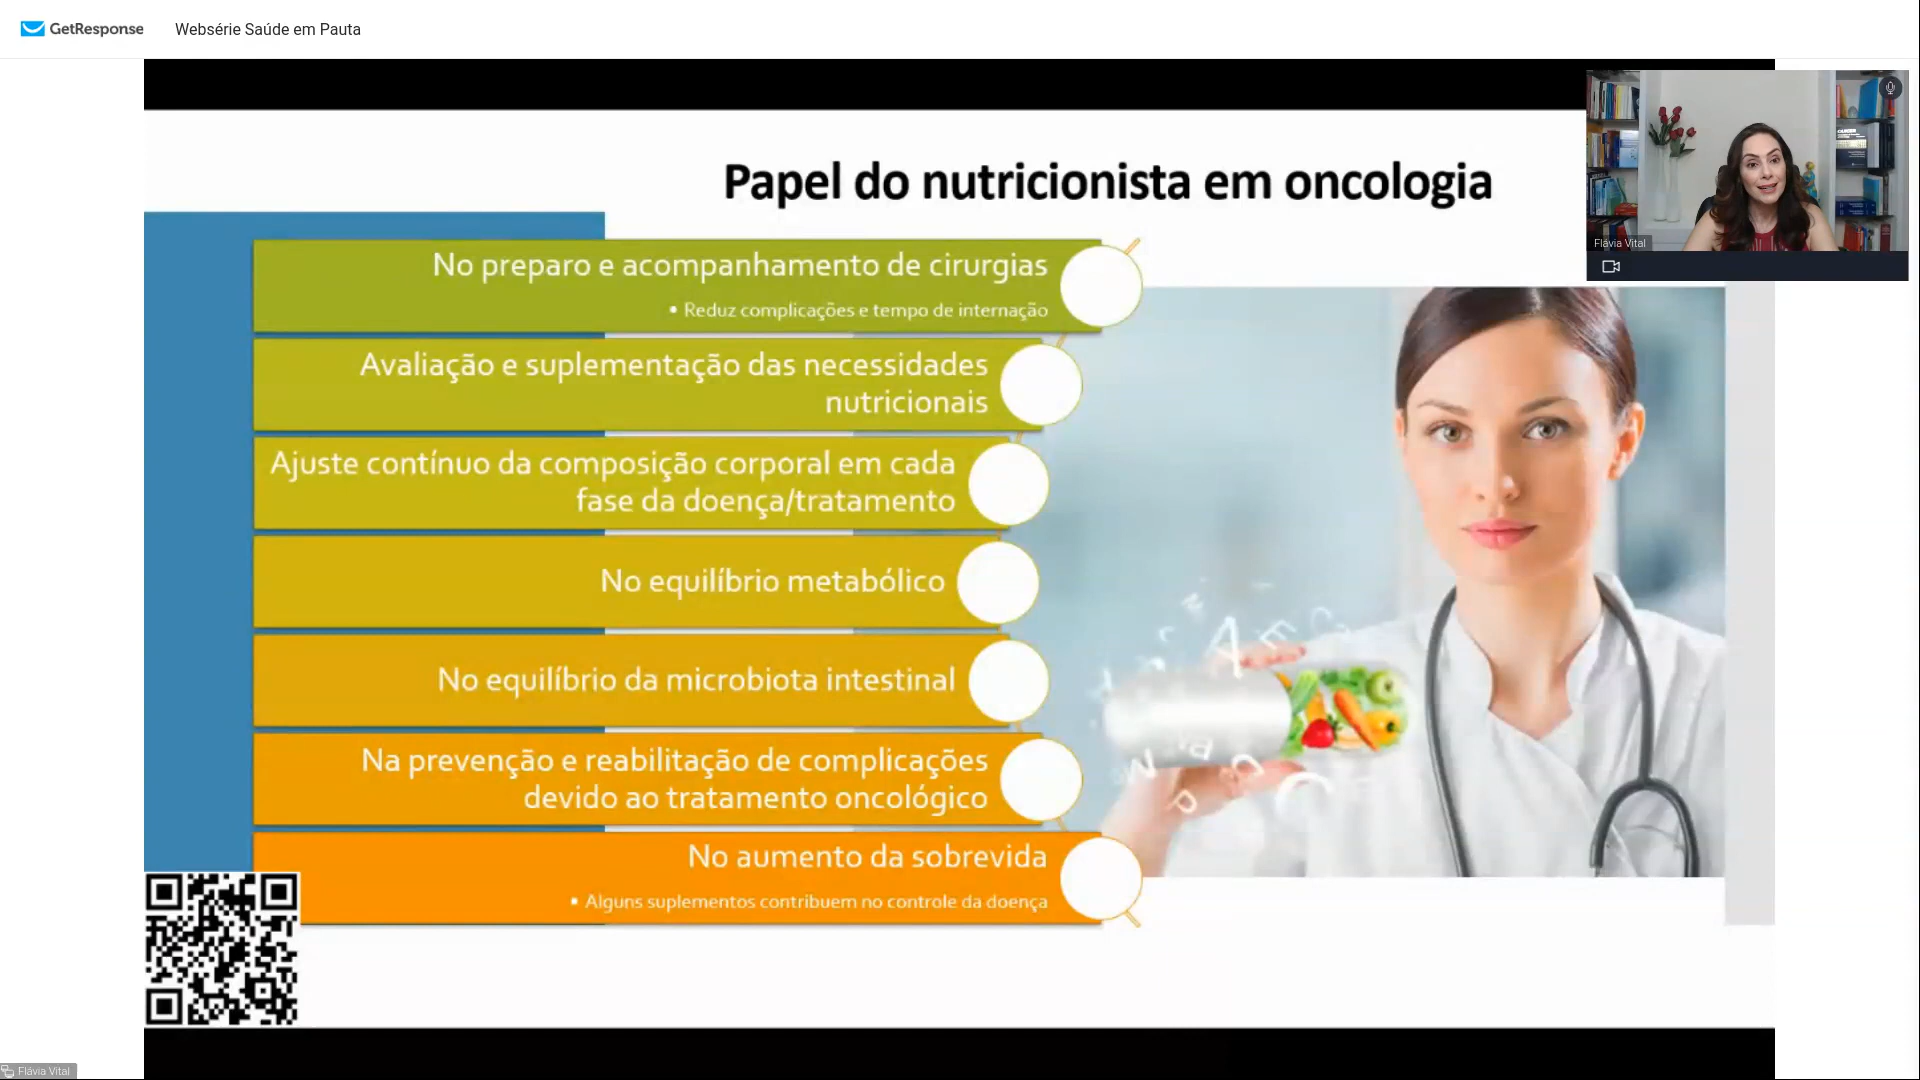 GetResponse
Websérie Saúde em Pauta
Papel do nutricionista em oncologia
Flávia Vital
No preparo e acompanhamento de cirurgias
• Reduz complicações e tempo de internação
Avaliação e suplementação das necessidades
nutricionais
Ajuste contínuo da composição corporal em cada
fase da doença/tratamento
No equilíbrio metabólico
No equilíbrio da microbiota intestinal
Na prevenção e reabilitação de complicações
devido ao tratamento oncológico
No aumento da sobrevida
• Alguns suplementos contribuem no controle da doença
Flávia Vital